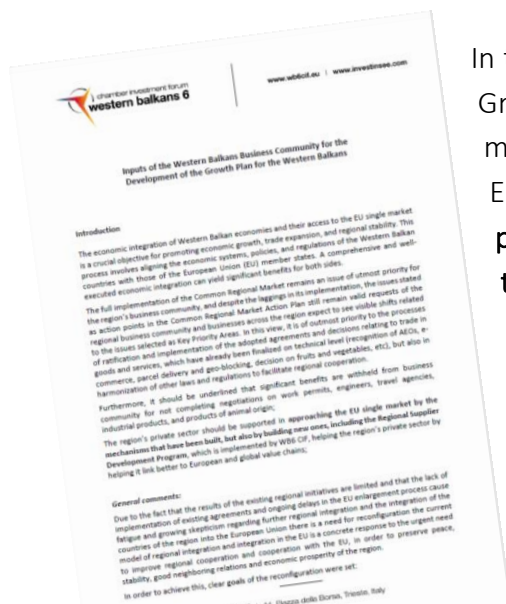 chamber investment forum
western balkans 6
www.wb6cif.eu | www.investinsee.com
Inputs of the Western Balkans Business Community for the
Development of the Growth Plan for the Western Balkans
Introduction
The economic integration of Western Balkan economies and their access to the EU single market
is a crucial objective for promoting economic growth, trade expansion, and regional stability. This
process involves aligning the economic systems, policies, and regulations of the Western Balkan
countries with those of the European Union (EU) member states. A comprehensive and well-
executed economic integration can yield significant benefits for both sides.
The full implementation of the Common Regional Market remains an issue of utmost priority for
the region's business community, and despite the laggings in its implementation, the issues stated
as action points in the Common Regional Market Action Plan still remain valid requests of the
regional business community and businesses across the region expect to see visible shifts related
to the issues selected as Key Priority Areas. In this view, it is of outmost priority to the processes
of ratification and implementation of the adopted agreements and decisions relating to trade in
goods and services, which have already been finalised on technical level (recognition of AEOs, e-
commerce, parcel delivery and geo-blocking, decision on fruits and vegetables, etc), but also in
harmonization of other laws and regulations to facilitate regional cooperation.
Furthermore, it should be underlined that significant benefits are withheld from business
community for not completing negotiations on work permits, engineers, travel agencies,
industrial products, and products of animal origin;
The region's private sector should be supported in approaching the EU single market by the
mechanisms that have been built, but also by building new ones, including the Regional Supplier
Development Program, which is implemented by WB6 CIF, helping the region's private sector by
helping it link better to European and global value chains;
General comments:
Due to the fact that the results of the existing regional initiatives are limited and that the lack of
implementation of existing agreements and ongoing delays in the EU enlargement process cause
fatigue and growing skepticism regarding further regional integration and the integration of the
countries of the region into the European Union there is a need for reconfiguration the current
model of regional integration and integration in the EU is a concrete response to the urgent need
to improve regional cooperation and cooperation with the EU, in order to preserve peace,
stability, good neighboring relations and economic prosperity of the region.
In order to achieve this, clear goals of the reconfiguration were set:
Piazza della Borsa, Trieste, Italy
In
Gr
m
E
p
t